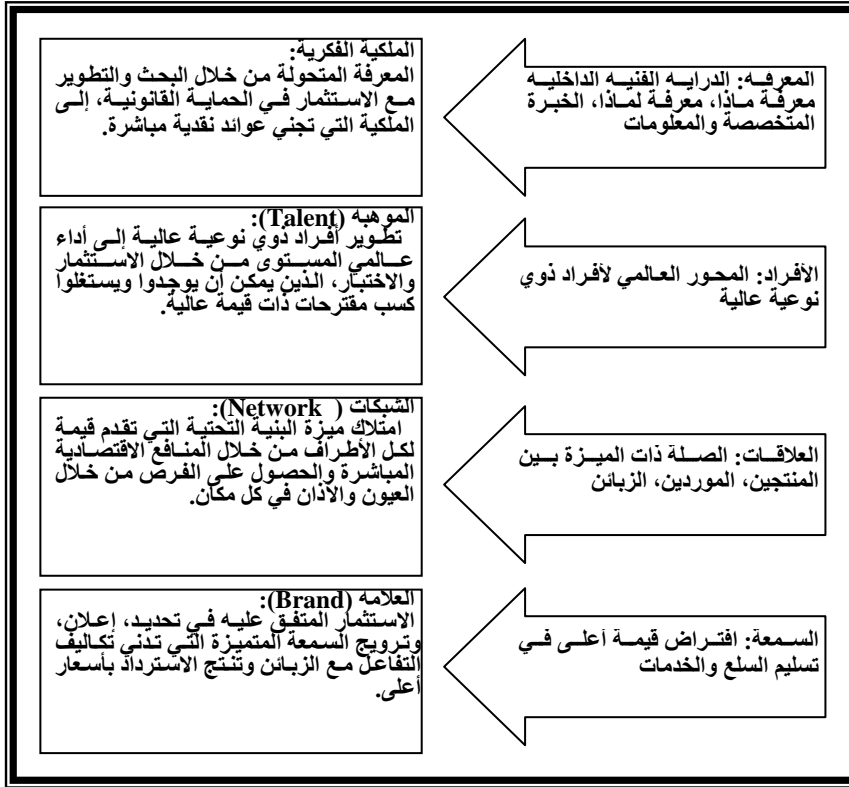 المعرفه: الدرايه الفنيه الداخليه
معرفة ماذا، معرفة لماذا، الخبرة
المتخصصة والمعلومات
الملكية الفكرية:
المعرفة المتحولة من خلال البحث والتطوير
مع الاستثمار في الحماية القانونية، إلى
الملكية التي تجني عوائد نقدية مباشرة.
الأفراد: المحور العالمي لأفراد ذوي
نوعية عالية
الموهبه (Talent):
تطوير أفراد ذوي نوعية عالية إلى أداء
عالمي المستوى من خلال الاستثمار
والاختبار، الذين يمكن أن يوجدوا ويستغلوا
كسب مقترحات ذات قيمة عالية.
العلاقات: الصلة ذات الميزة بين
المنتجين، الموردين، الزبائن
الشبكات ( Network):
امتلاك ميزة البنية التحتية التي تقدم قيمة
لكل الأطراف من خلال المنافع الاقتصادية
المباشرة والحصول على الفرص من خلال
العيون والآذان في كل مكان.
السمعة: افتراض قيمة أعلى في
تسليم السلع والخدمات
العلامه (Brand):
الاستثمار المتفق عليه في تحديد، إعلان،
وترويج السمعة المتميزة التي تدني تكاليف
التفاعل مع الزبائن وتنتج الاسترداد بأسعار
أعلى.